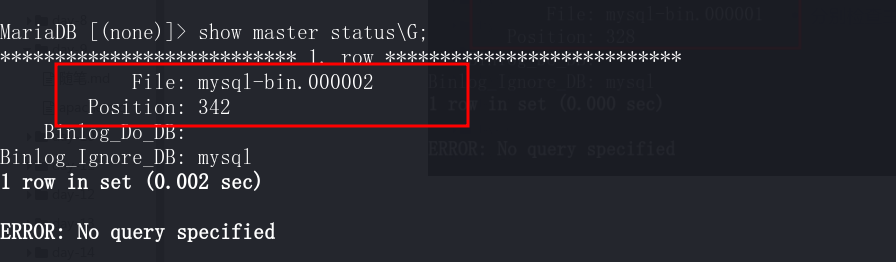 MariaDB [(none)]> show master status\G;
*************************** 1. row ***************************
File: mysql-bin.000002
Position: 342
Binlog_Do_DB:
Binlog_Ignore_DB: mysql
1 row in set (0.002 sec)
ERROR: No query specified
File: mysql-bin.000001
Position: 328
Binlog_Ignore_DB: mysql
1 row in set (0.000 sec)
ERROR: No query specified